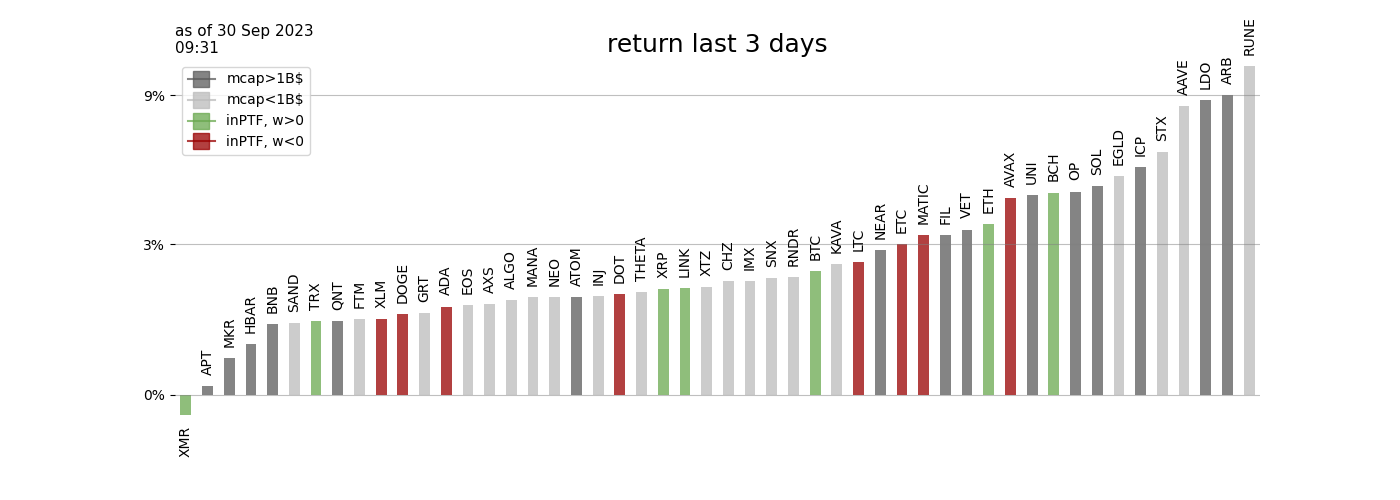 as of 30 Sep 2023
09:31
return last 3 days
mcap>1B$
mcap<1B$
inPTF, w>0
inPTF, w<0
9%
3%
0%
XMR
APT
MKR
HBAR
BNB
SAND
TRX
QNT
FTM
XLM
DOGE
GRT
ADA
EOS
AXS
ALGO
MANA
NEO
ATOM
INJ
DOT
THETA
XRP
LINK
XTZ
CHZ
IMX
SNX
RNDR
BTC
KAVA
LTC
NEAR
ETC
MATIC
FIL
VET
ETH
AVAX
UNI
BCH
OP
SOL
EGLD
ICP
STX
AAVE
LDO
ARB
RUNE